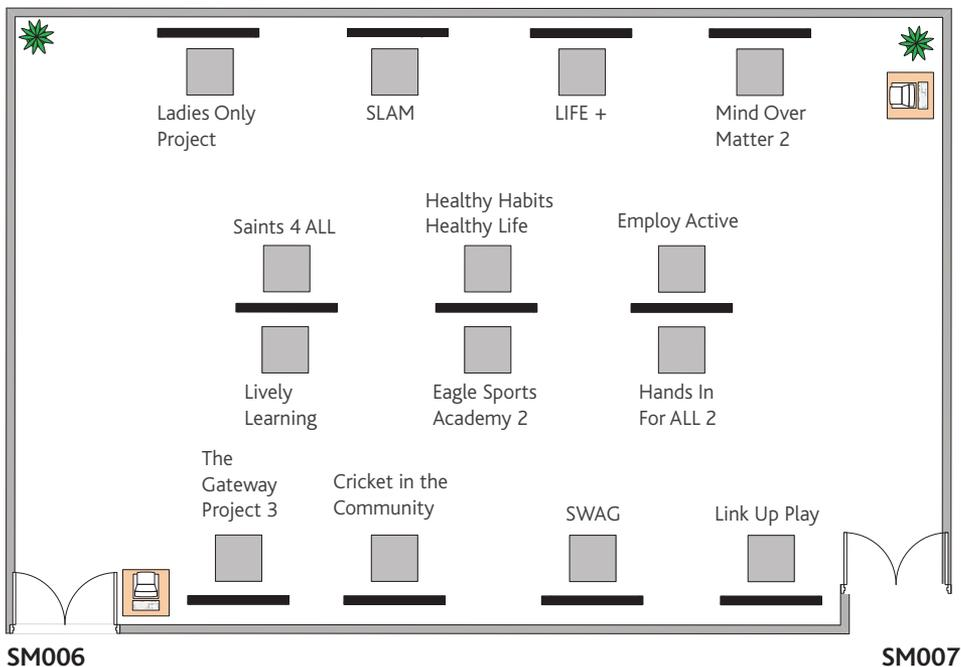 Ladies Only
Project
SLAM
LIFE +
Mind Over
Matter 2
Saints 4 ALL
Healthy Habits
Healthy Life
Employ Active
Lively
Learning
Eagle Sports
Academy 2
Hands In
For ALL 2
The
Gateway
Project 3
Cricket in the
Community
SWAG
Link Up Play
SM006
SM007